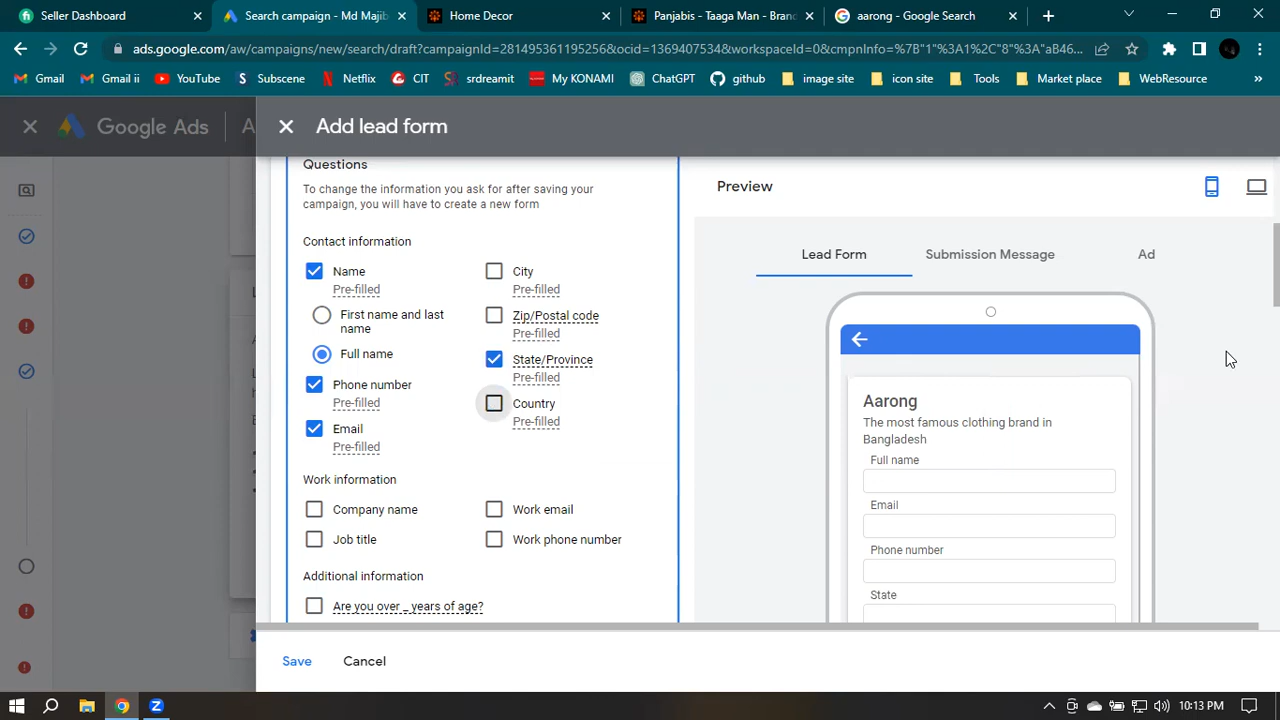 Seller Dashboard
Search campaign - Md Majib
Home Decor
Panjabis - Taaga Man - Bran
aarong - Google Search
ads.google.com/aw/campaigns/new/search/draft?campaignId=2814953611952​56&ocid=13694075334&workspaceId=0&cmpnInfo=%7B"1"%3A1%2C"8"%3A"aB46...
Gmail
Gmail ii
YouTube
Subscene
Netflix
CIT
srdreamit
My KONAMI
ChatGPT
github
image site
icon site
Tools
Market place
WebResource
»
Google Ads
Add lead form
Questions
To change the information you ask for after saving your
campaign, you will have to create a new form
Contact information
Name
Pre-filled
First name and last
name
Full name
Phone number
Pre-filled
Email
Pre-filled
City
Pre-filled
Zip/Postal code
Pre-filled
State/Province
Pre-filled
Country
Pre-filled
Work information
Company name
Work email
Job title
Work phone number
Additional information
Are you over _ years of age?
Preview
Lead Form
Submission Message
Ad
Aarong
The most famous clothing brand in
Bangladesh
Full name
Email
Phone number
State
Save
Cancel
10:13 PM